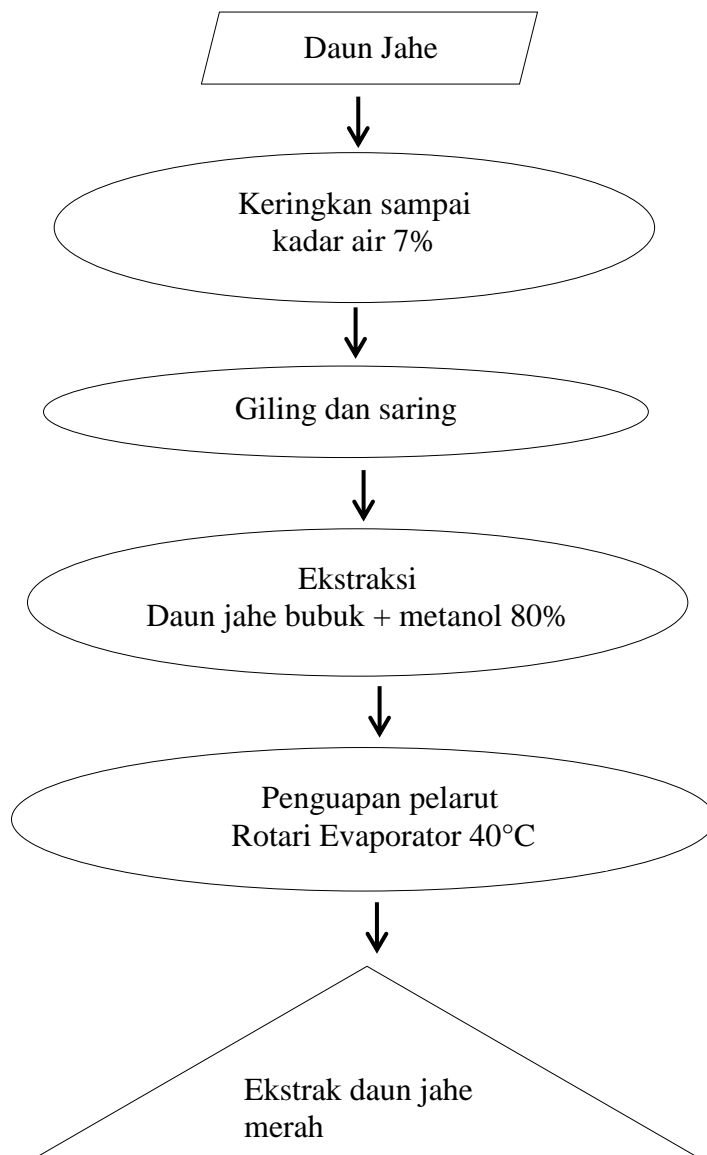 Daun Jahe
Keringkan sampai
kadar air 7%
Giling dan saring
Ekstraksi
Daun jahe bubuk + metanol 80%
Penguapan pelarut
Rotari Evaporator 40°C
Ekstrak daun jahe
merah